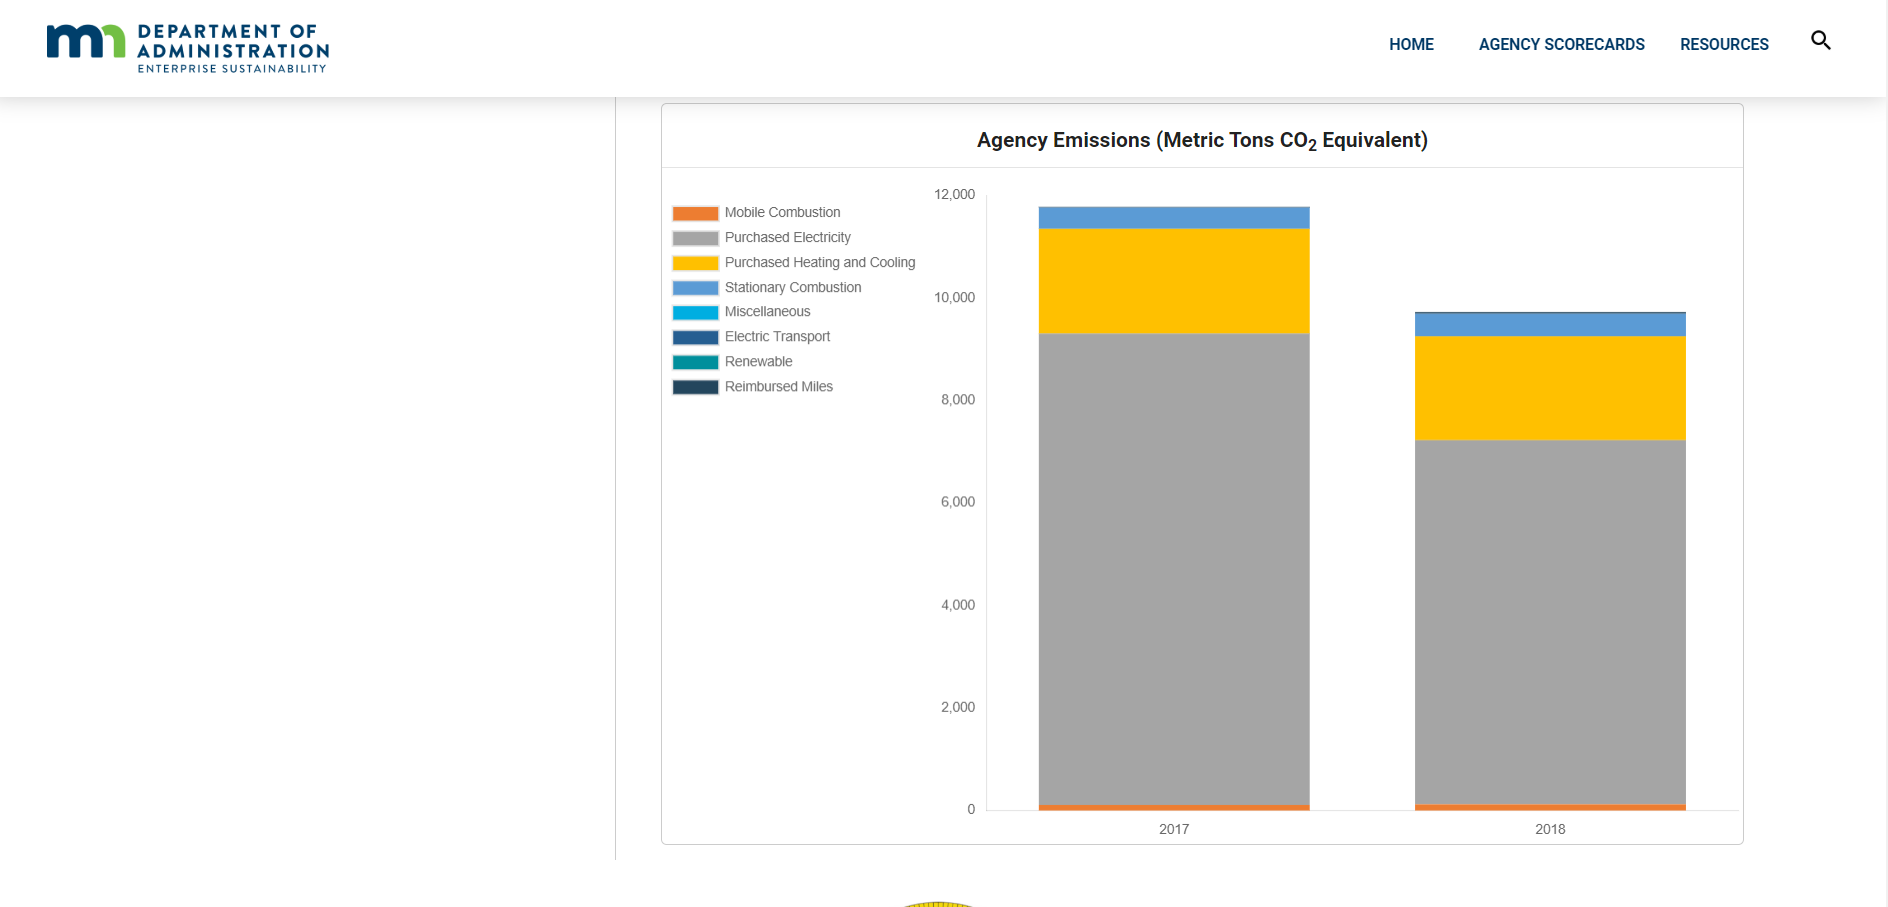 DEPARTMENT OF
ADMINISTRATION
ENTERPRISE SUSTAINABILITY
HOME
AGENCY SCORECARDS
RESOURCES
Agency Emissions (Metric Tons CO₂ Equivalent)
Mobile Combustion
Purchased Electricity
Purchased Heating and Cooling
Stationary Combustion
Miscellaneous
Electric Transport
Renewable
Reimbursed Miles
12,000
10,000
8,000
6,000
4,000
2,000
0
2017
2018